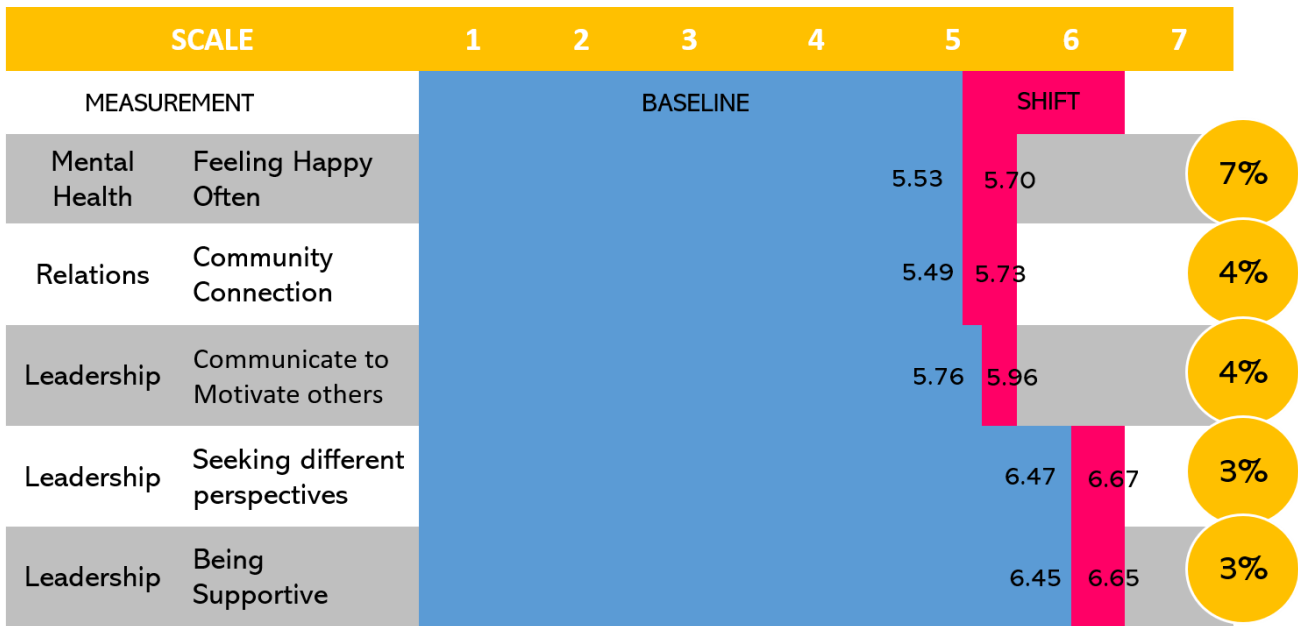 SCALE 1 2 3 4 5 6 7
MEASUREMENT BASELINE SHIFT
Mental Health
Feeling Happy
Often
5.53 5.70 7%
Relations
Community
Connection
5.49 5.73 4%
Leadership
Communicate to
Motivate others
5.76 5.96 4%
Leadership
Seeking different
perspectives
6.47 6.67 3%
Leadership
Being
Supportive
6.45 6.65 3%